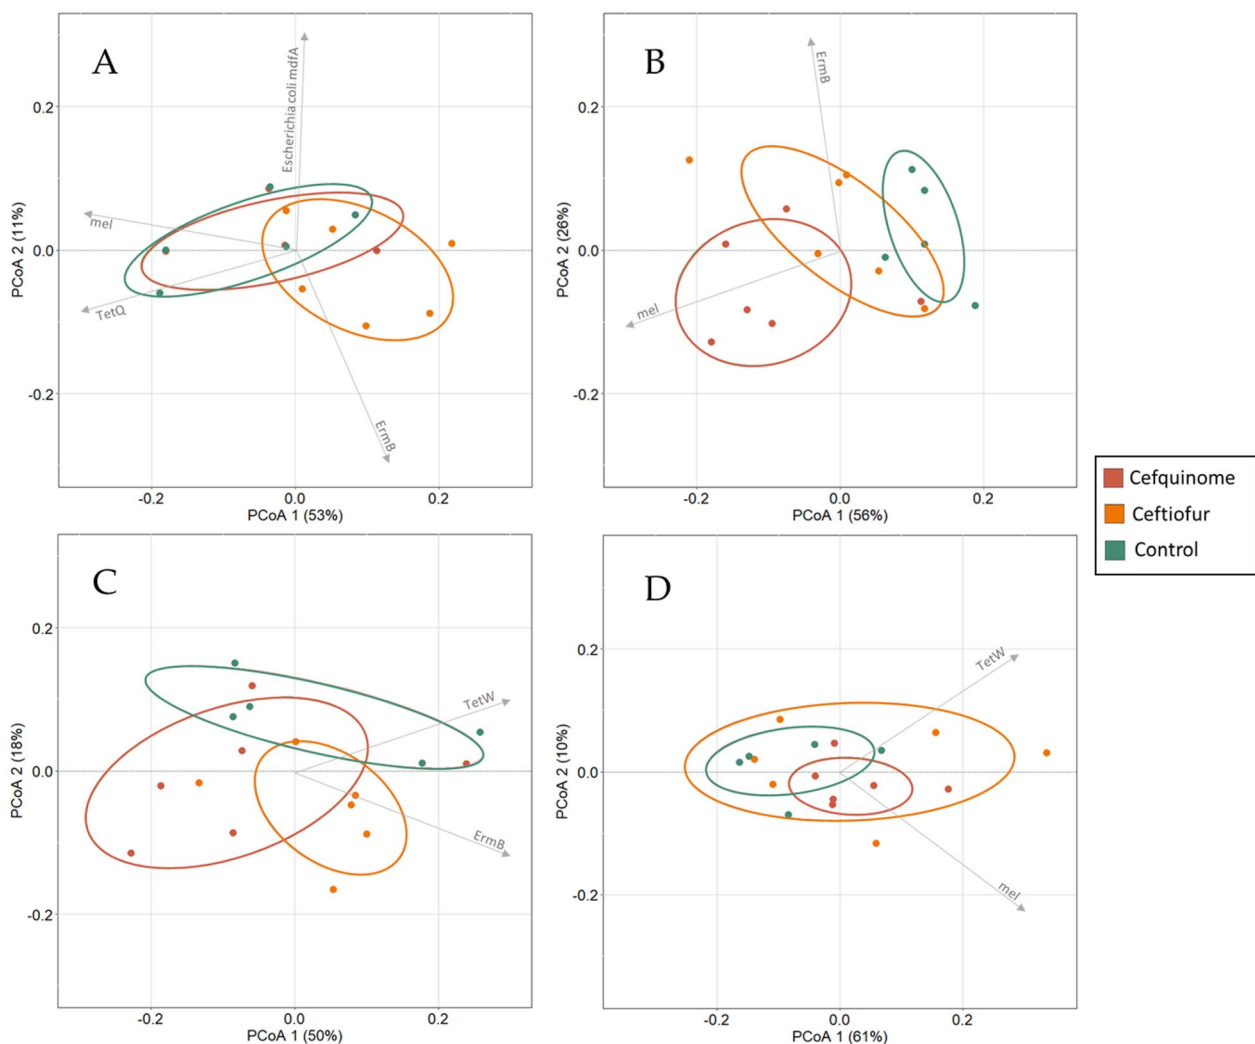 A
Escherichia coli mdfA
mel
TetQ
ErmB
PCoA 2 (11%)
0.2
0.0
-0.2
-0.2
0.0
0.2
PCoA 1 (53%)
B
ErmB
mel
PCoA 2 (26%)
0.2
0.0
-0.2
-0.2
0.0
0.2
PCoA 1 (56%)
Cefquinome
Ceftiofur
Control
C
TetW
ErmB
PCoA 2 (18%)
0.2
0.0
-0.2
-0.2
0.0
0.2
PCoA 1 (50%)
D
TetW
mel
PCoA 2 (10%)
0.2
0.0
-0.2
-0.2
0.0
0.2
PCoA 1 (61%)